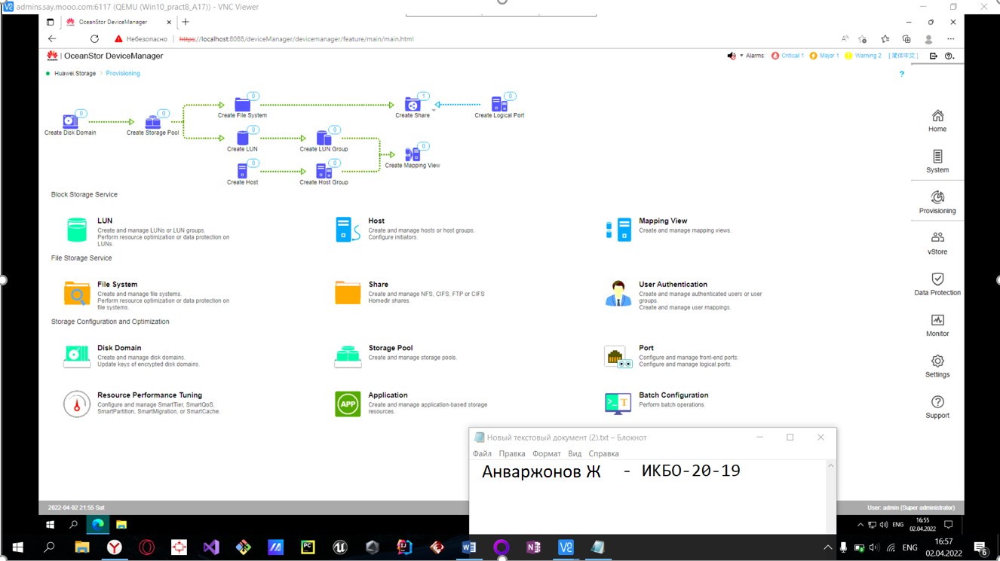 admins.say.mooo.com:6117 (QEMU (Win10_pract8_A17)) - VNC Viewer
OceanStor DeviceManager
Небезопасно https://localhost:8088/deviceManager/devicemanager/feature/main/main.html
HUAWEI | OceanStor DeviceManager Alarms: Critical 1 Major 1 Warning 2 [简体中文]
Huawei.Storage > Provisioning ?
0 1 0
Create File System Create Share Create Logical Port
0 0
Create Disk Domain Create Storage Pool
0 0
Create LUN Create LUN Group
0
Create Mapping View
0 0
Create Host Create Host Group
Block Storage Service
LUN
Create and manage LUNs or LUN groups.
Perform resource optimization or data protection on
LUNs.
Host
Create and manage hosts or host groups.
Configure initiators.
Mapping View
Create and manage mapping views.
File Storage Service
File System
Create and manage file systems.
Perform resource optimization or data protection on
file systems.
Share
Create and manage NFS, CIFS, FTP or CIFS
Homedir shares.
User Authentication
Create and manage authenticated users or user
groups.
Create and manage user mappings.
Storage Configuration and Optimization
Disk Domain
Create and manage disk domains.
Update keys of encrypted disk domains.
Storage Pool
Create and manage storage pools.
Port
Configure and manage front-end ports.
Configure and manage logical ports.
Resource Performance Tuning
Configure and manage SmartTier, SmartQoS,
SmartPartition, SmartMigration, or SmartCache.
APP
Application
Create and manage application-based storage
resources.
Batch Configuration
Perform batch operations.
Home
System
Provisioning
vStore
Data Protection
Monitor
Settings
Support
Новый текстовый документ (2).txt – Блокнот
Файл Правка Формат Вид Справка
Анваржонов Ж - ИКБО-20-19
2022-04-02 21:55 Sat User: admin (Super administrator)
ENG 16:55
02.04.2022
ENG 16:57
02.04.2022 6